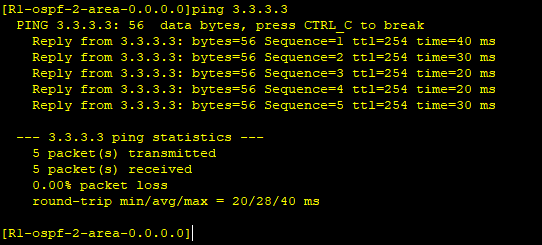 [R1-ospf-2-area-0.0.0.0]ping 3.3.3.3
PING 3.3.3.3: 56  data bytes, press CTRL_C to break
Reply from 3.3.3.3: bytes=56 Sequence=1 ttl=254 time=40 ms
Reply from 3.3.3.3: bytes=56 Sequence=2 ttl=254 time=30 ms
Reply from 3.3.3.3: bytes=56 Sequence=3 ttl=254 time=20 ms
Reply from 3.3.3.3: bytes=56 Sequence=4 ttl=254 time=20 ms
Reply from 3.3.3.3: bytes=56 Sequence=5 ttl=254 time=30 ms
--- 3.3.3.3 ping statistics ---
5 packet(s) transmitted
5 packet(s) received
0.00% packet loss
round-trip min/avg/max = 20/28/40 ms
[R1-ospf-2-area-0.0.0.0]